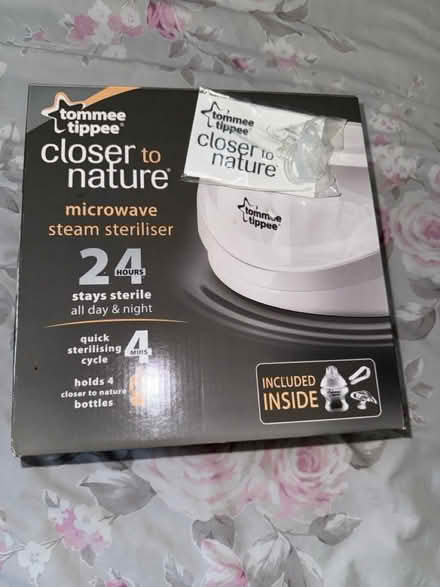 tommee
tippee
closer to
nature
microwave
steam steriliser
24
HOURS
stays sterile
all day & night
quick
sterilising
cycle
4
MINS
holds 4
closer to nature
bottles
tommee
tippee
closer to
nature
tommee
tippee
INCLUDED
INSIDE